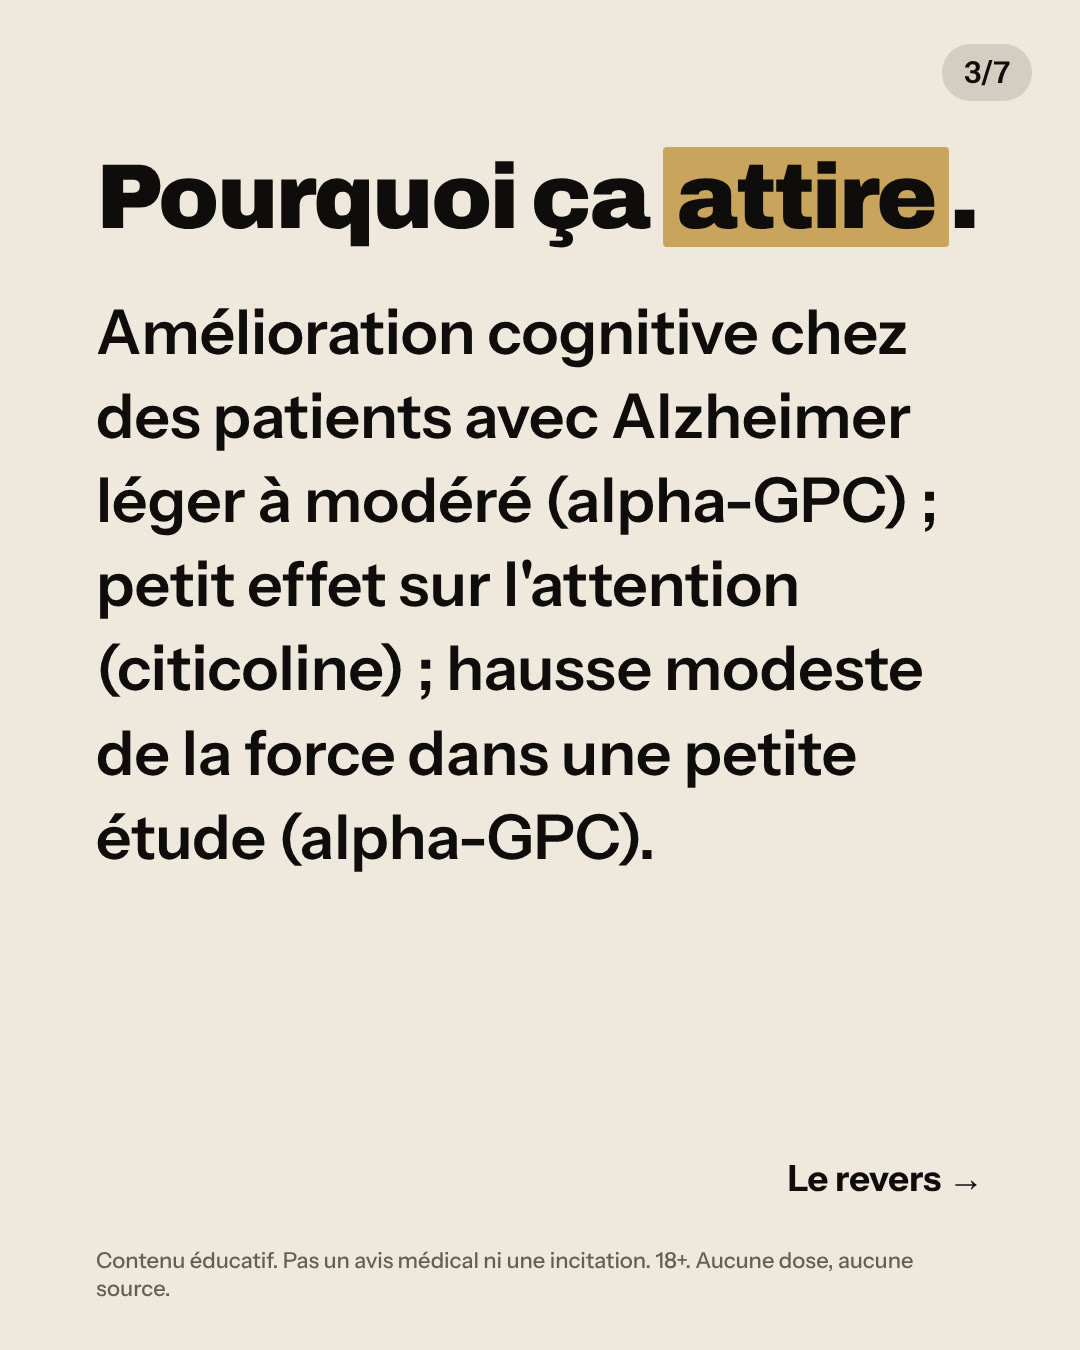 3/7
Pourquoi ça attire.
Amélioration cognitive chez
des patients avec Alzheimer
léger à modéré (alpha-GPC) ;
petit effet sur l'attention
(citicoline) ; hausse modeste
de la force dans une petite
étude (alpha-GPC).
Le revers →
Contenu éducatif. Pas un avis médical ni une incitation. 18+. Aucune dose, aucune
source.